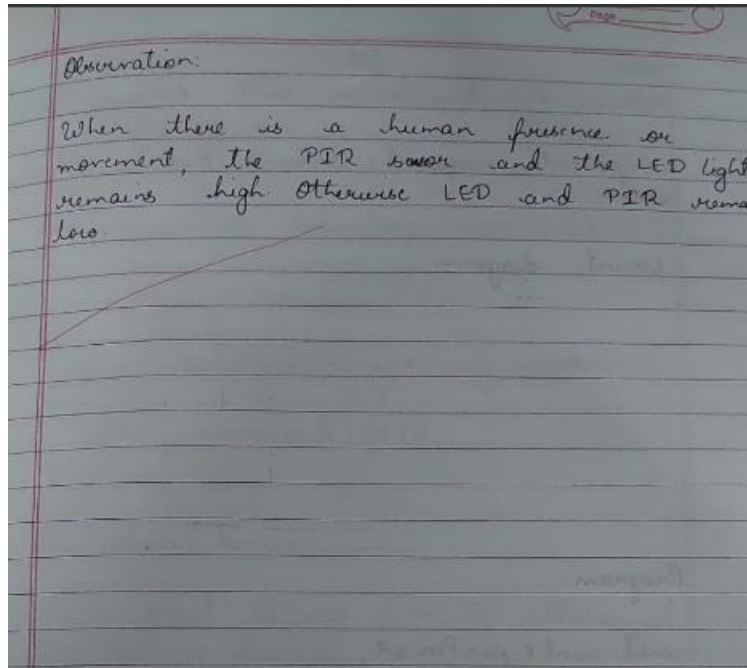 Page
Observation:
When there is a human presence or
movement, the PIR sensor and the LED light
remains high. Otherwise LED and PIR rema
low.